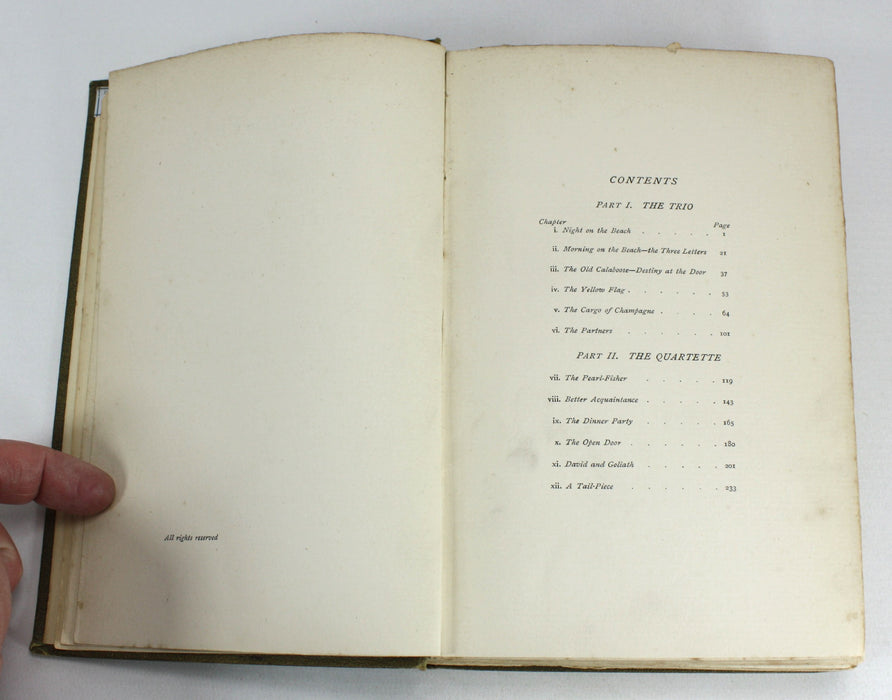 All rights reserved
CONTENTS
PART I. THE TRIO
Chapter Page
i. Night on the Beach . . . . . 1
ii. Morning on the Beach—the Three Letters 21
iii. The Old Calaboose—Destiny at the Door 37
iv. The Yellow Flag . . . . . . 53
v. The Cargo of Champagne . . . . 64
vi. The Partners . . . . . 101
PART II. THE QUARTETTE
vii. The Pearl-Fisher . . . . . 119
viii. Better Acquaintance . . . . . 143
ix. The Dinner Party . . . . . 165
x. The Open Door . . . . . . 180
xi. David and Goliath . . . . . 201
xii. A Tail-Piece . . . . . . 233